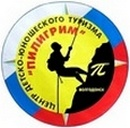 ЦЕНТР ДЕТСКО-ЮНОШЕСКОГО ТУРИЗМА
"ПИЛИГРИМ"
π
ВОЛГОДОНСК